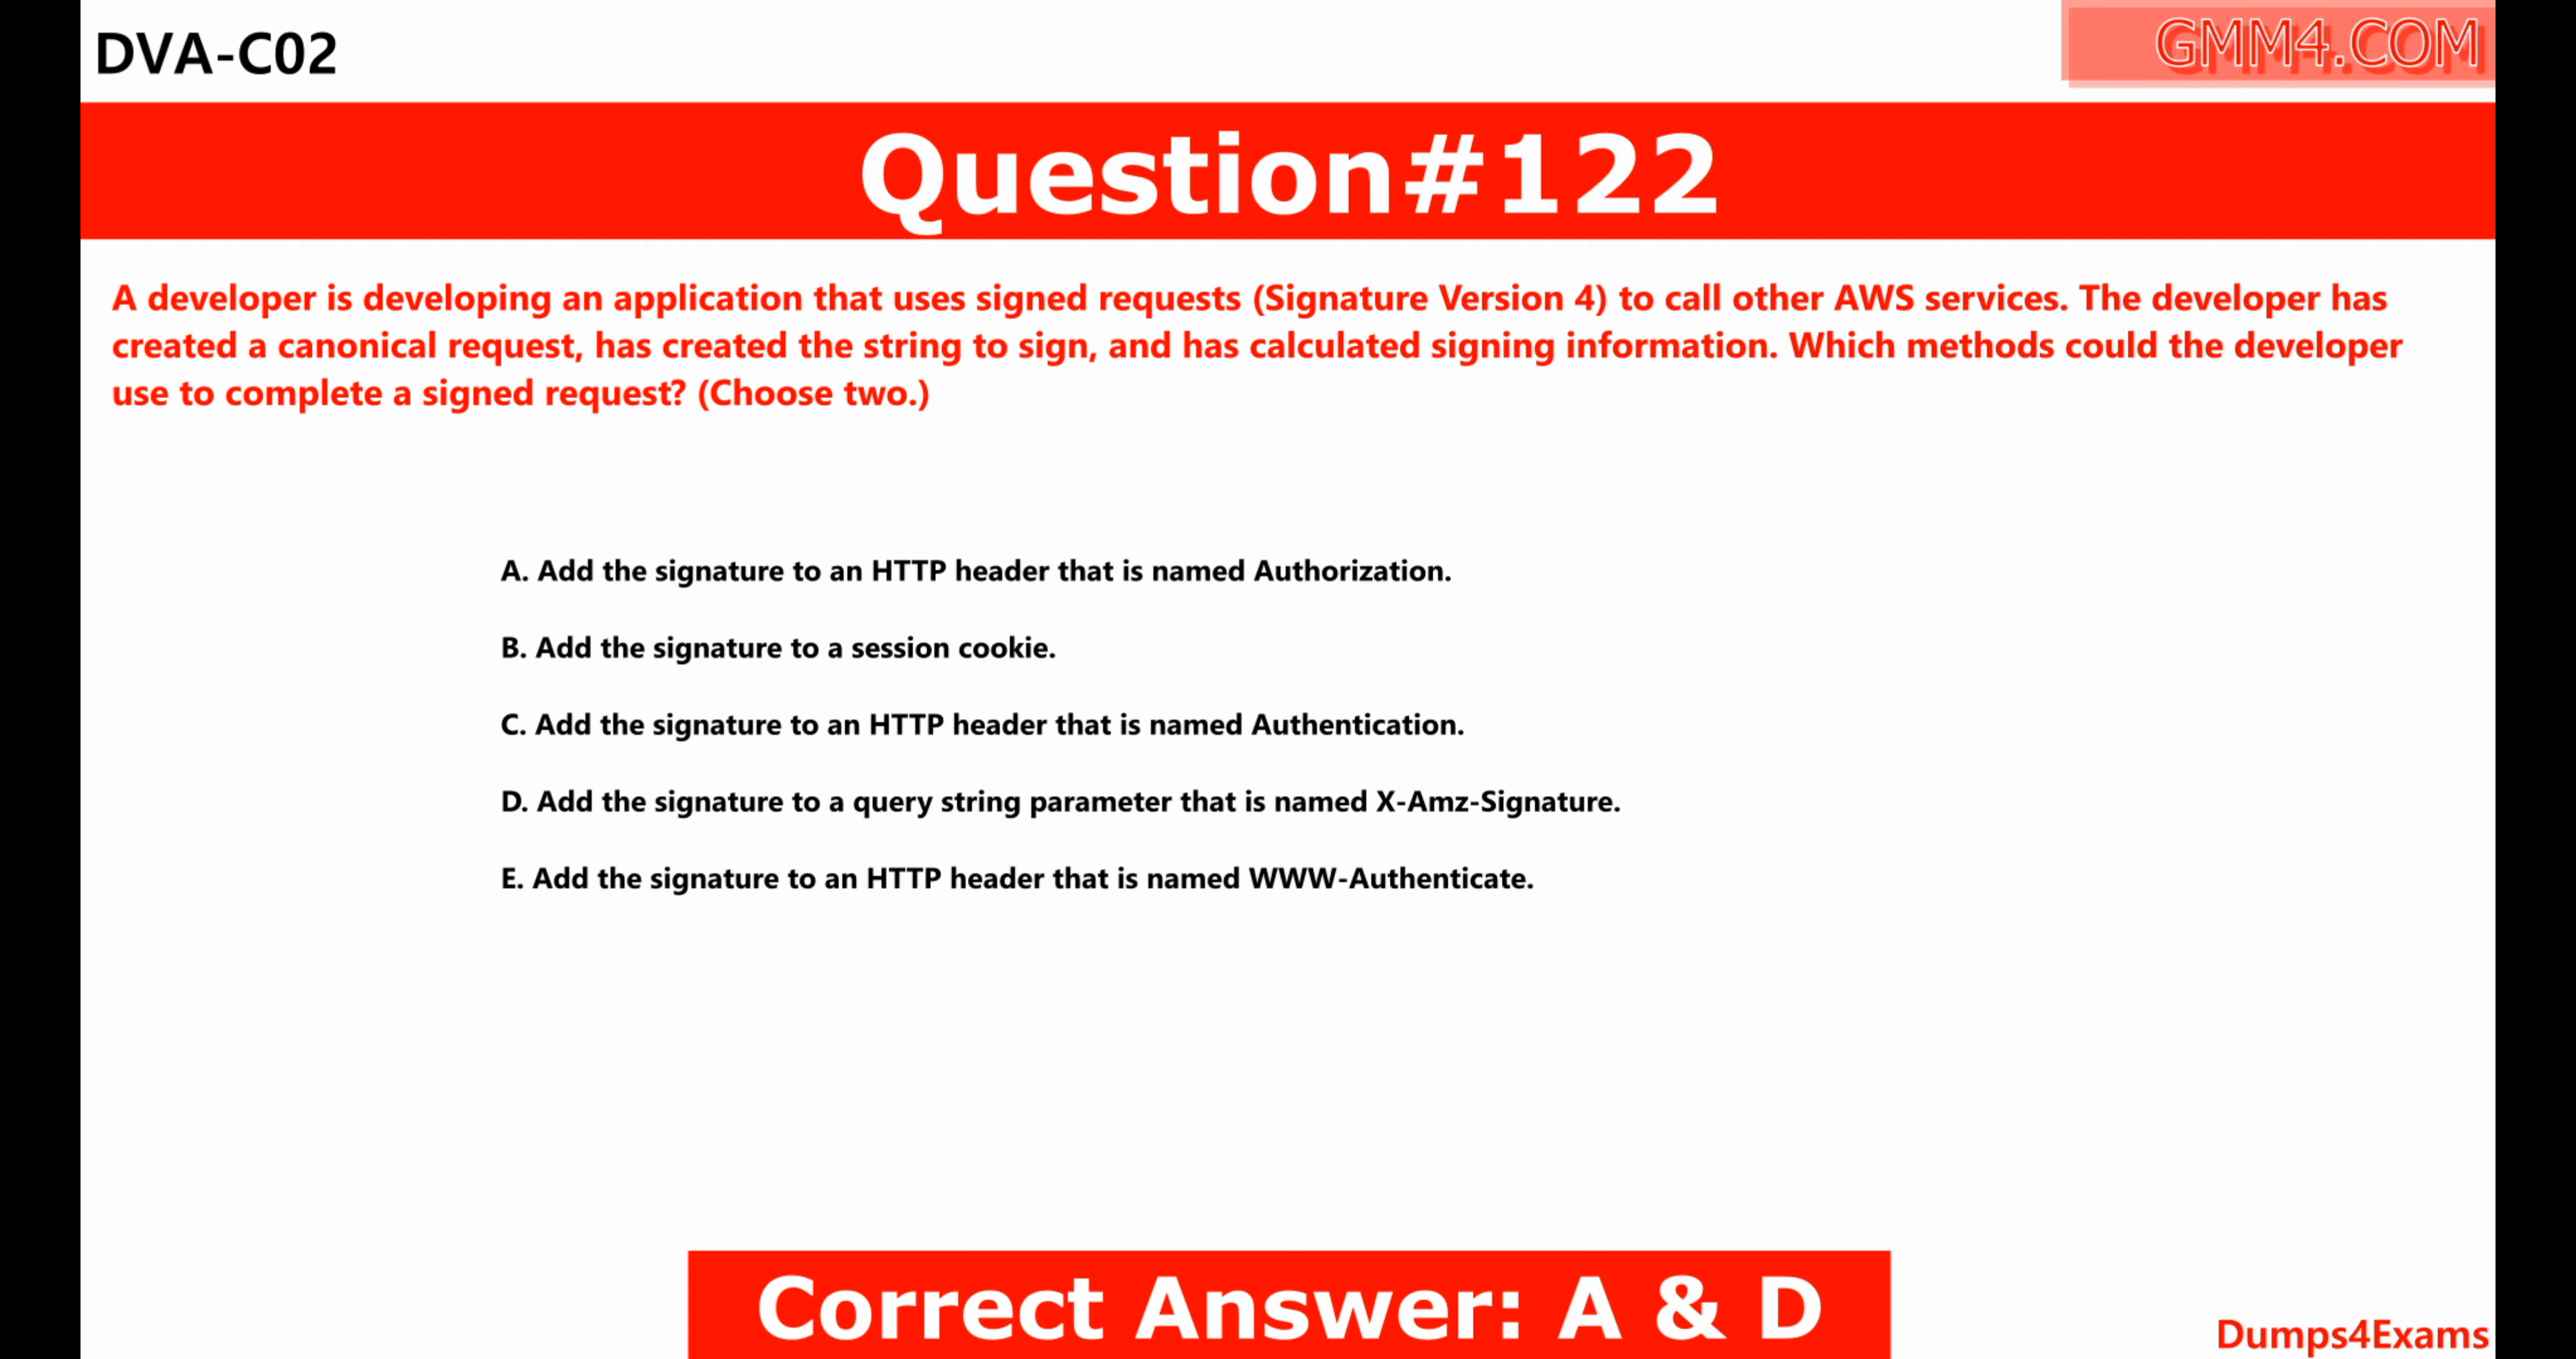 DVA-C02
GMM4.COM
Question#122
A developer is developing an application that uses signed requests (Signature Version 4) to call other AWS services. The developer has
created a canonical request, has created the string to sign, and has calculated signing information. Which methods could the developer
use to complete a signed request? (Choose two.)
A. Add the signature to an HTTP header that is named Authorization.
B. Add the signature to a session cookie.
C. Add the signature to an HTTP header that is named Authentication.
D. Add the signature to a query string parameter that is named X-Amz-Signature.
E. Add the signature to an HTTP header that is named WWW-Authenticate.
Correct Answer: A & D
Dumps4Exams